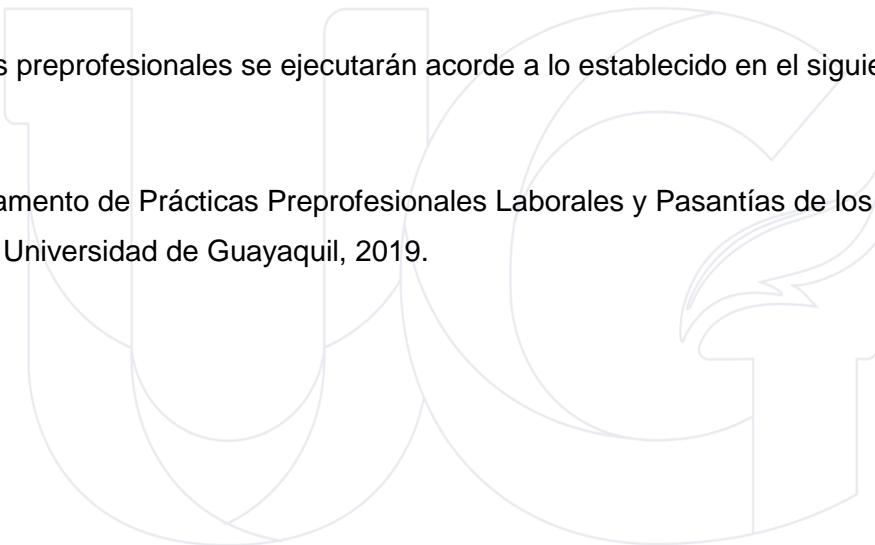 s preprofesionales se ejecutarán acorde a lo establecido en el siguie
amento de Prácticas Preprofesionales Laborales y Pasantías de los
Universidad de Guayaquil, 2019.
UG